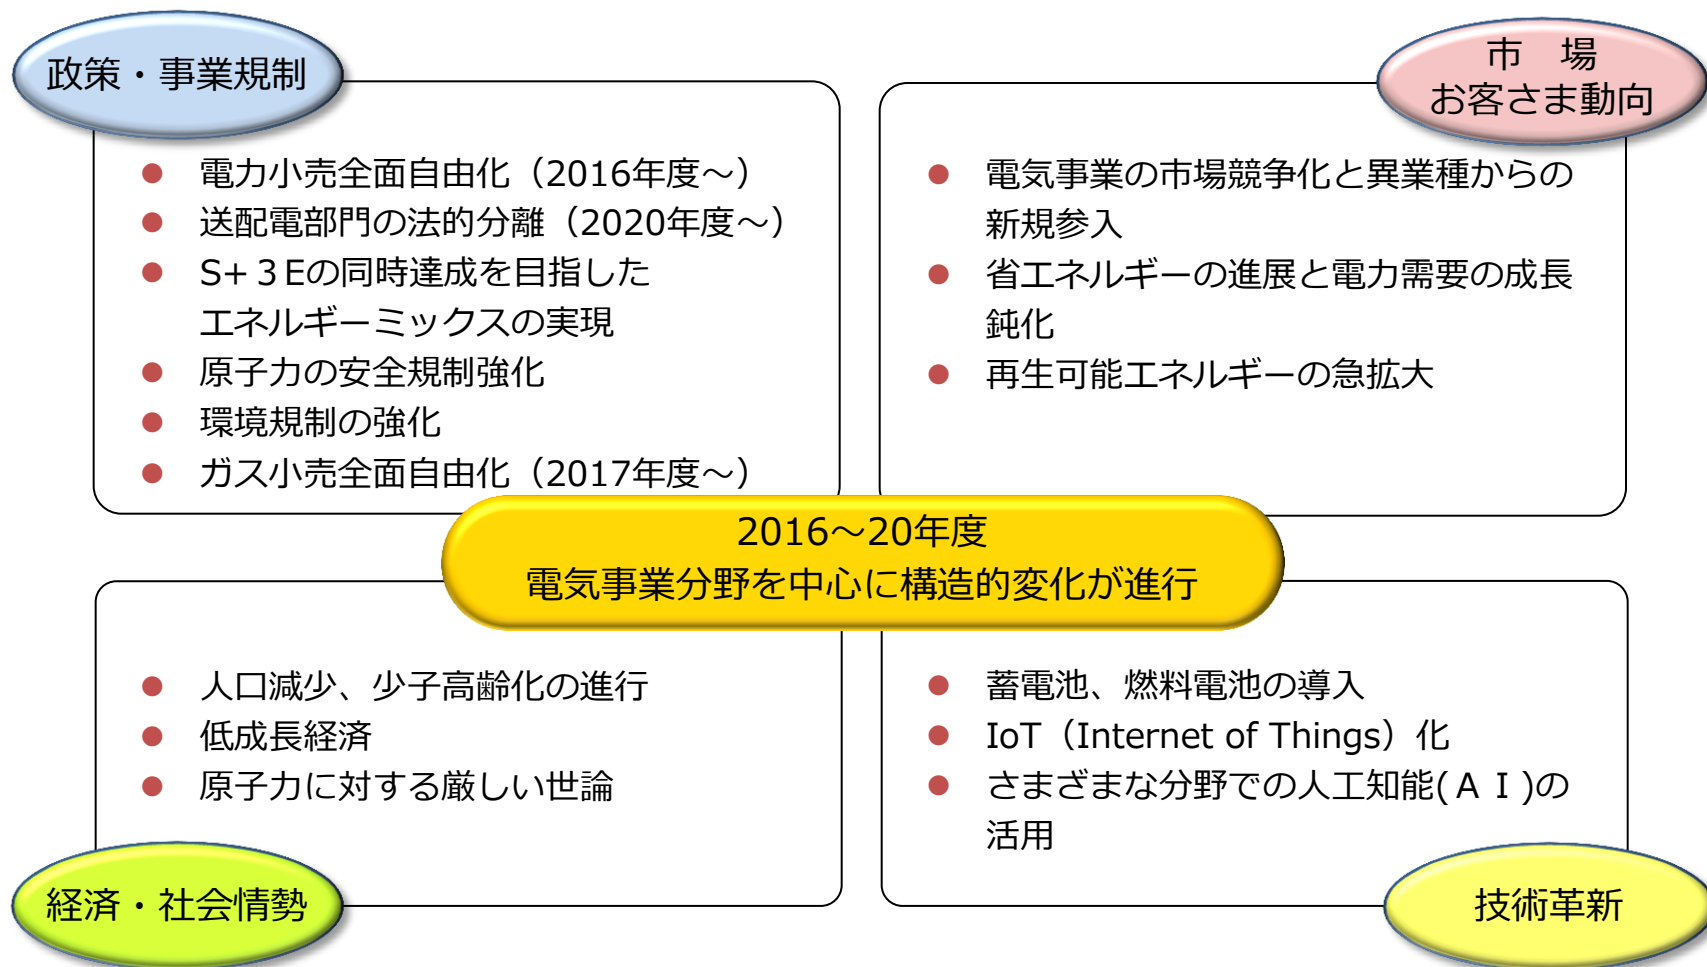 政策・事業規制
電力小売全面自由化（2016年度～）
送配電部門の法的分離（2020年度～）
S+３Eの同時達成を目指した
エネルギーミックスの実現
原子力の安全規制強化
環境規制の強化
ガス小売全面自由化（2017年度～）
市　場
お客さま動向
電気事業の市場競争化と異業種からの
新規参入
省エネルギーの進展と電力需要の成長
鈍化
再生可能エネルギーの急拡大
2016～20年度
電気事業分野を中心に構造的変化が進行
人口減少、少子高齢化の進行
低成長経済
原子力に対する厳しい世論
経済・社会情勢
蓄電池、燃料電池の導入
IoT（Internet of Things）化
さまざまな分野での人工知能(ＡＩ)の
活用
技術革新